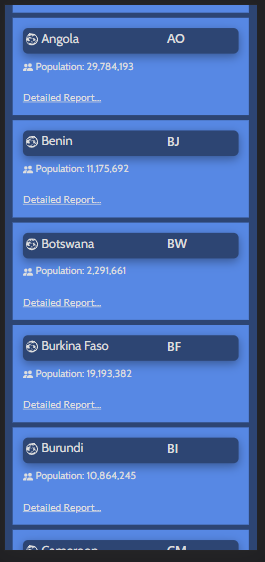 Angola AO
Population: 29,784,193
Detailed Report...
Benin BJ
Population: 11,175,692
Detailed Report...
Botswana BW
Population: 2,291,661
Detailed Report...
Burkina Faso BF
Population: 19,193,382
Detailed Report...
Burundi BI
Population: 10,864,245
Detailed Report...
Cameroon CM